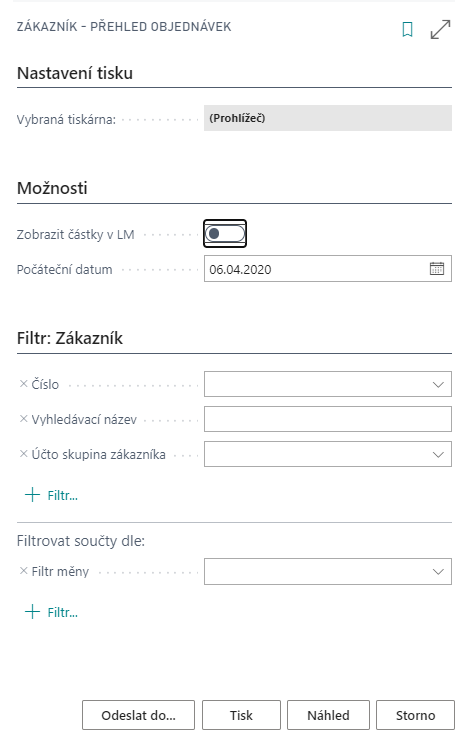 ZÁKAZNÍK - PŘEHLED OBJEDNÁVEK
Nastavení tisku
Vybraná tiskárna:
(Prohlížeč)
Možnosti
Zobrazit částky v LM
Počáteční datum
06.04.2020
Filtr: Zákazník
Číslo
Vyhledávací název
Účto skupina zákazníka
Filtr...
Filtrovat součty dle:
Filtr měny
Filtr...
Odeslat do...
Tisk
Náhled
Storno